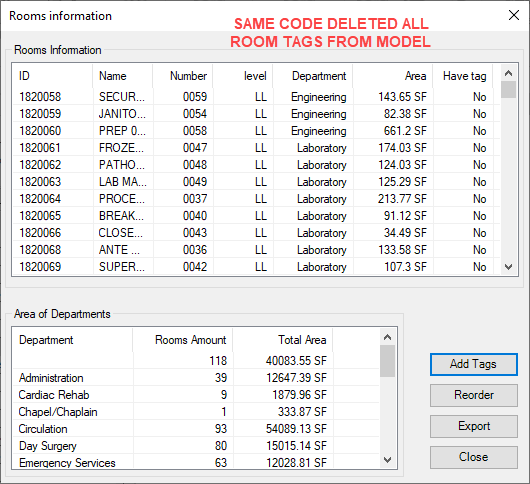 Rooms information
SAME CODE DELETED ALL
ROOM TAGS FROM MODEL
Rooms Information
ID Name Number level Department Area Have tag
1820058 SECUR... 0059 LL Engineering 143.65 SF No
1820059 JANITO... 0054 LL Engineering 82.38 SF No
1820060 PREP 0... 0058 LL Engineering 661.2 SF No
1820061 FROZE... 0047 LL Laboratory 174.03 SF No
1820062 PATHO... 0048 LL Laboratory 124.03 SF No
1820063 LAB MA... 0049 LL Laboratory 125.29 SF No
1820064 PROCE... 0037 LL Laboratory 213.77 SF No
1820065 BREAK... 0040 LL Laboratory 91.12 SF No
1820066 CLOSE... 0043 LL Laboratory 34.49 SF No
1820068 ANTE ... 0036 LL Laboratory 133.58 SF No
1820069 SUPER... 0042 LL Laboratory 107.3 SF No
Area of Departments
Department Rooms Amount Total Area
118 40083.55 SF
Administration 39 12647.39 SF
Cardiac Rehab 9 1879.96 SF
Chapel/Chaplain 1 333.87 SF
Circulation 93 54089.13 SF
Day Surgery 80 15015.14 SF
Emergency Services 63 12028.81 SF
Add Tags
Reorder
Export
Close